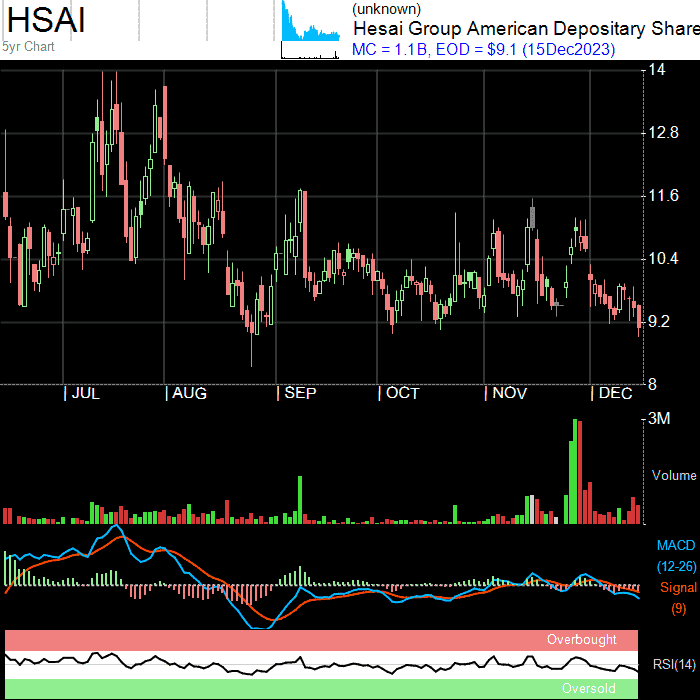 HSAI
5yr Chart
(unknown)
Hesai Group American Depositary Share
MC = 1.1B, EOD = $9.1 (15Dec2023)
14
12.8
11.6
10.4
9.2
8
| JUL | AUG | SEP | OCT | NOV | DEC
3M
Volume
MACD
(12-26)
Signal
(9)
Overbought
RSI(14)
Oversold